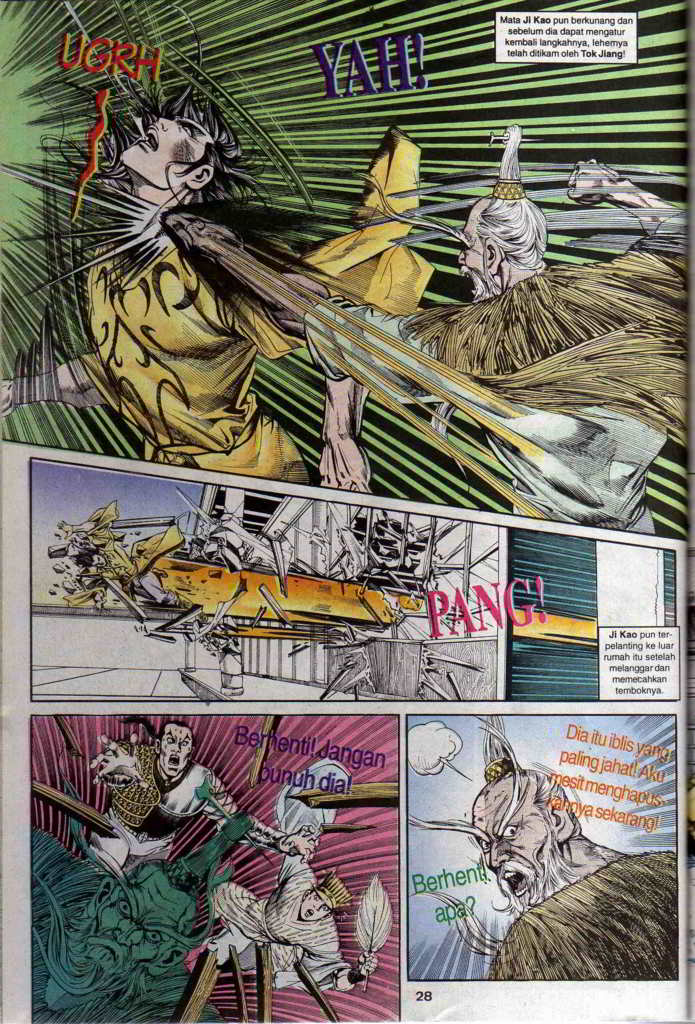 Mata Ji Kao pun berkunang dan
sebelum dia dapat mengatur
kembali langkahnya, lehernya
telah ditikam oleh Tok Jiang!
UGRH
YAH!
PANG!
Ji Kao pun ter-
pelanting ke luar
rumah itu setelah
melanggar dan
memecahkan
temboknya.
Berhenti! Jangan
bunuh dia!
Dia itu iblis yang
paling jahat! Aku
mesit menghapus-
kannya sekarang!
Berhenti
apa?
28